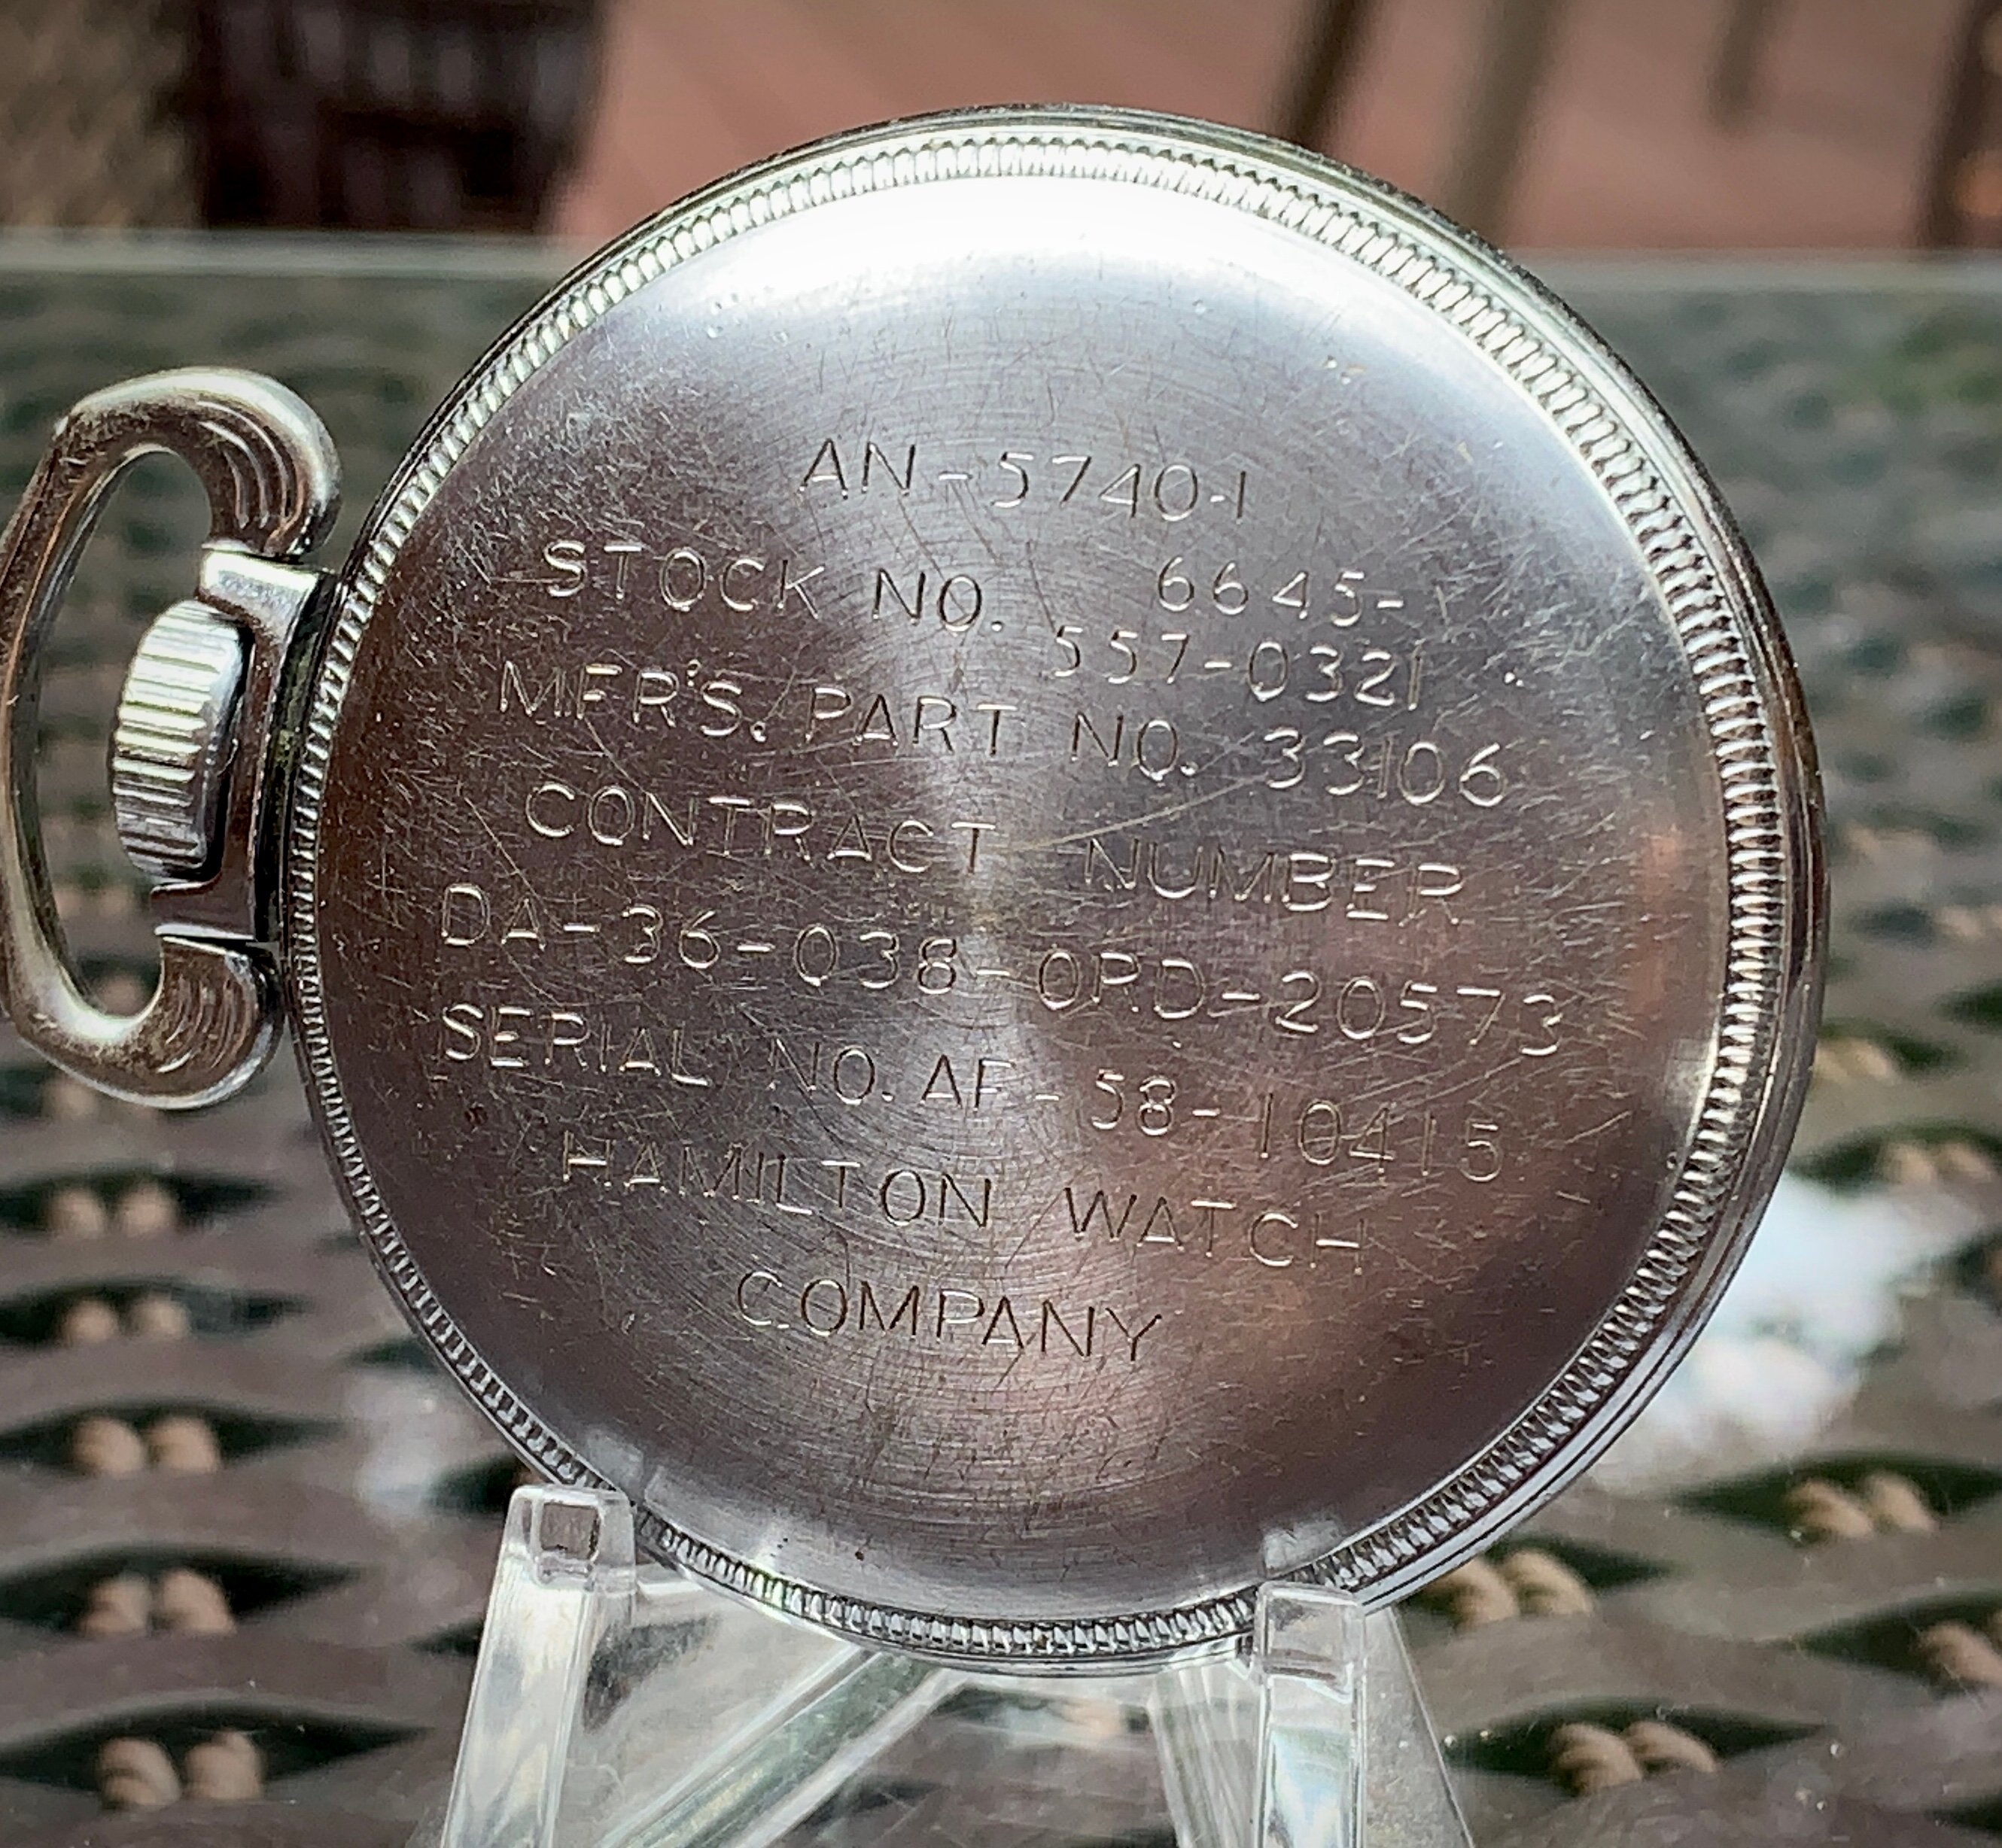 AN-5740-1
STOCK NO. 6645-
557-0321
MFR'S. PART NO. 33106
CONTRACT NUMBER
DA-36-038-ORD-20573
SERIAL NO. AF-58-10415
HAMILTON WATCH
COMPANY